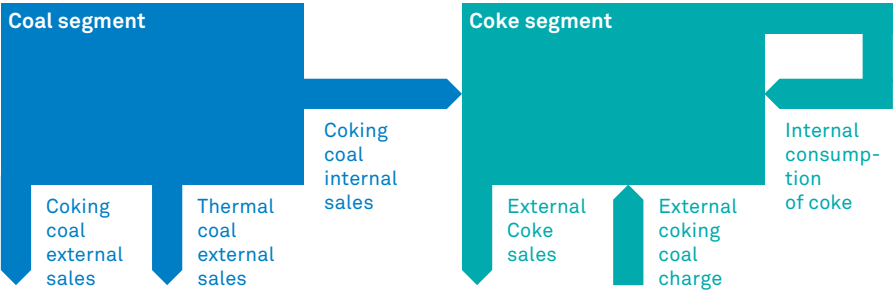 Coal segment
Coke segment
Coking
coal
internal
sales
Internal
consump-
tion
of coke
Coking
coal
external
sales
Thermal
coal
external
sales
External
Coke
sales
External
coking
coal
charge